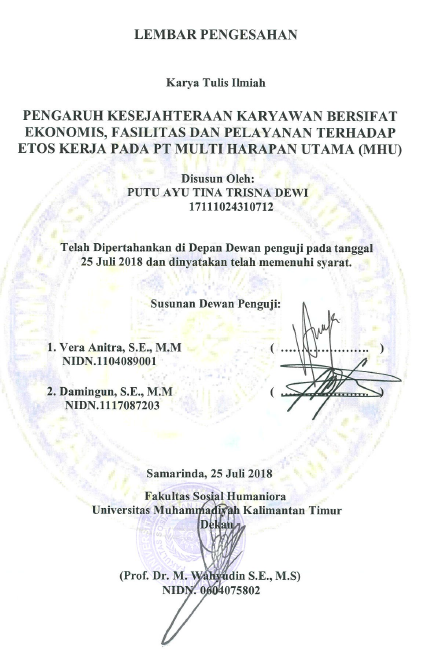 LEMBAR PENGESAHAN
Karya Tulis Ilmiah
PENGARUH KESEJAHTERAAN KARYAWAN BERSIFAT
EKONOMIS, FASILITAS DAN PELAYANAN TERHADAP
ETOS KERJA PADA PT MULTI HARAPAN UTAMA (MHU)
Disusun Oleh:
PUTU AYU TINA TRISNA DEWI
17111024310712
Telah Dipertahankan di Depan Dewan penguji pada tanggal
25 Juli 2018 dan dinyatakan telah memenuhi syarat.
Susunan Dewan Penguji:
1. Vera Anitra, S.E., M.M ( ........................ )
NIDN.1104089001
2. Damingun, S.E., M.M ( ........................ )
NIDN.1117087203
Samarinda, 25 Juli 2018
Fakultas Sosial Humaniora
Universitas Muhammadiyah Kalimantan Timur
Dekan
(Prof. Dr. M. Wahyudin S.E., M.S)
NIDN. 0604075802